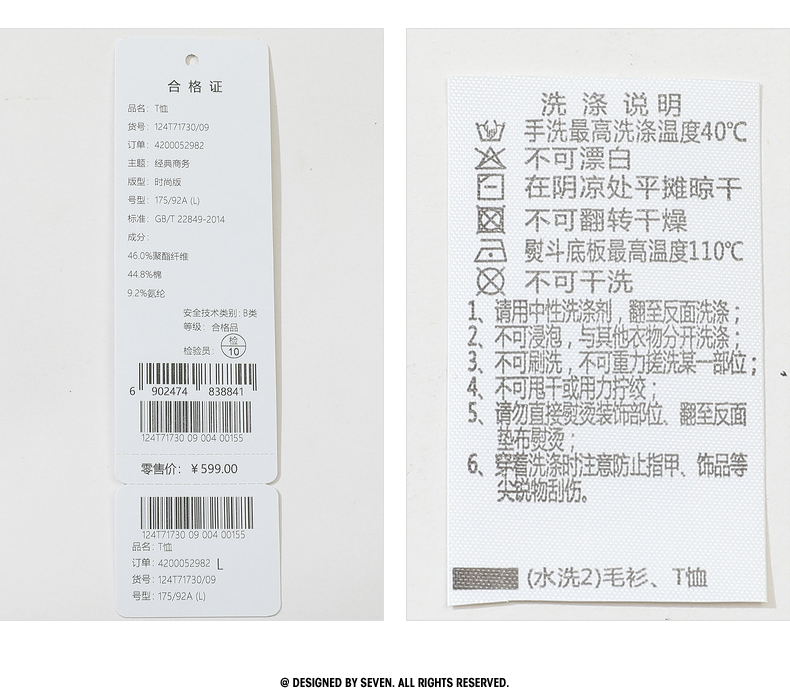 合格证
品名: T恤
货号: 124T71730/09
订单: 4200052982
主题: 经典商务
版型: 时尚版
号型: 175/92A (L)
标准: GB/T 22849-2014
成分:
46.0%聚酯纤维
44.8%棉
9.2%氨纶
安全技术类别: B类
等级: 合格品
检验员: 检 10
6 902474 838841
124T71730 09 004 00155
零售价: ¥599.00
124T71730 09 004 00155
品名: T恤
订单: 4200052982 L
货号: 124T71730/09
号型: 175/92A (L)
洗涤说明
手洗最高洗涤温度40℃
不可漂白
在阴凉处平摊晾干
不可翻转干燥
熨斗底板最高温度110℃
不可干洗
1、请用中性洗涤剂，翻至反面洗涤；
2、不可浸泡，与其他衣物分开洗涤；
3、不可刷洗，不可重力搓洗某一部位；
4、不可甩干或用力拧绞；
5、请勿直接熨烫装饰部位、翻至反面
垫布熨烫；
6、穿着洗涤时注意防止指甲、饰品等
尖锐物刮伤。
(水洗2)毛衫、T恤
@ DESIGNED BY SEVEN. ALL RIGHTS RESERVED.